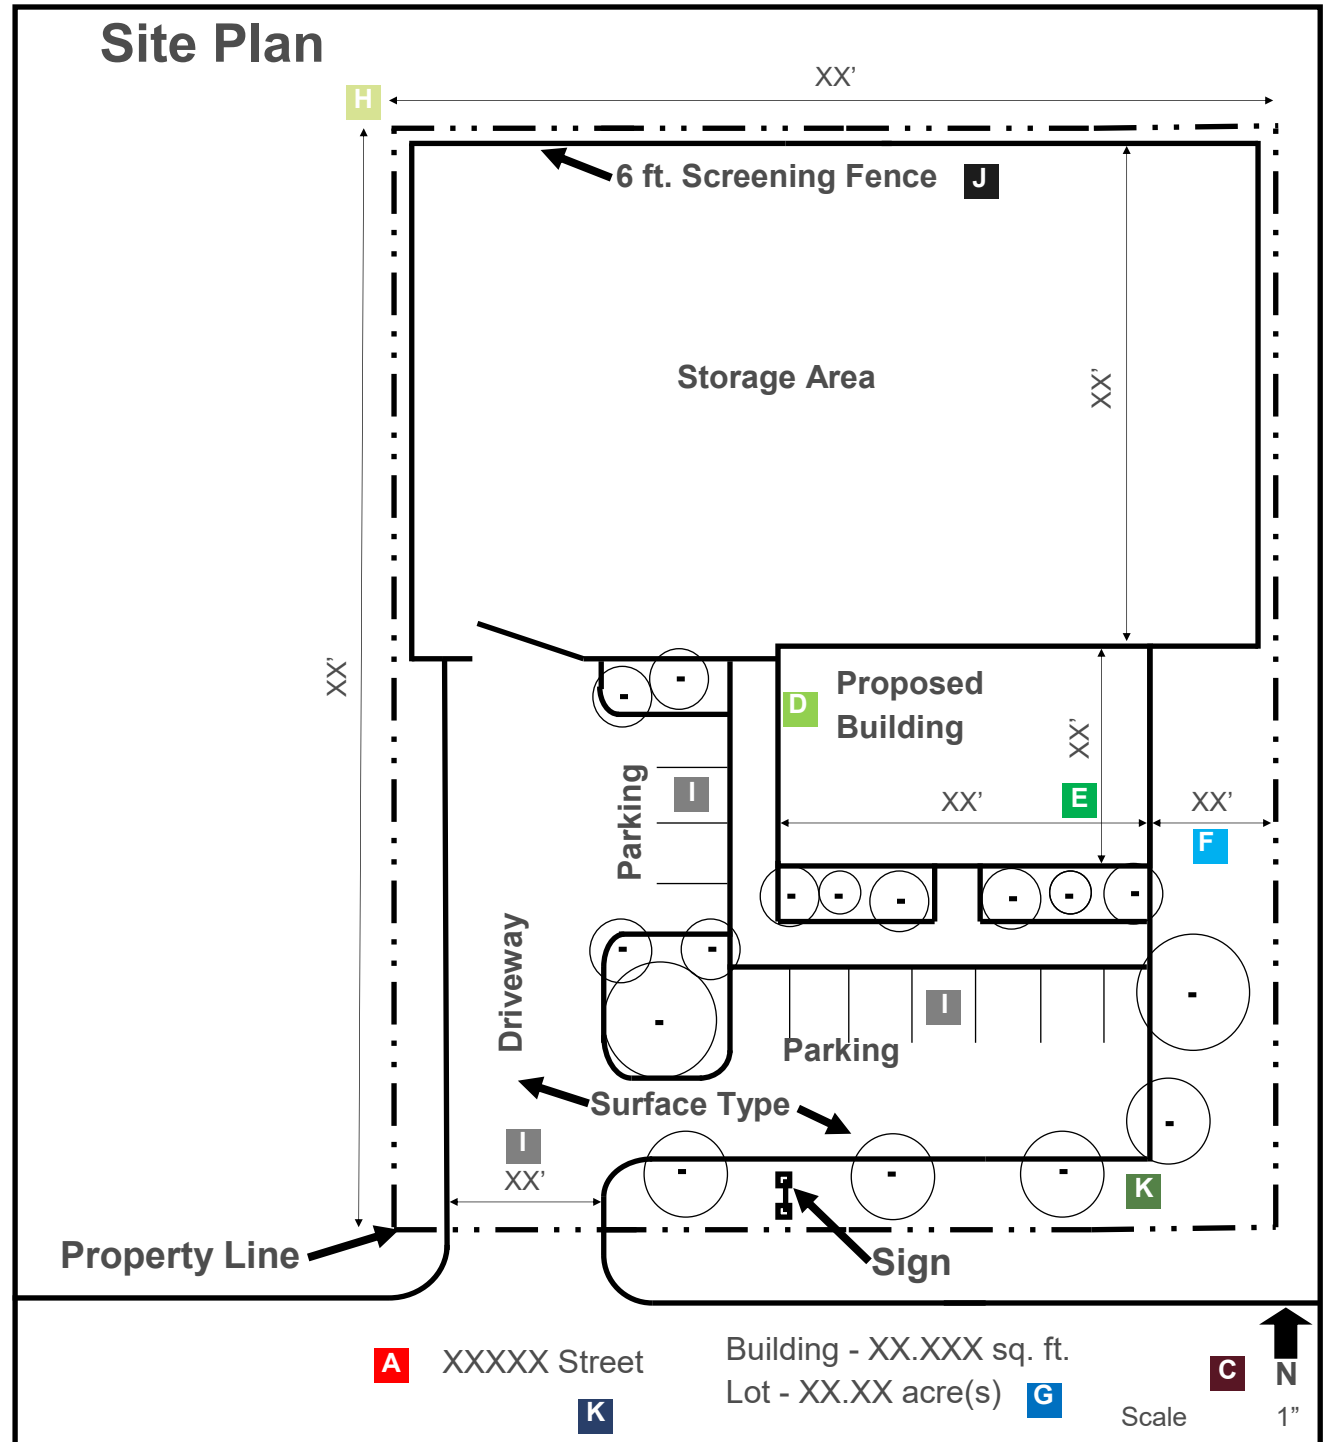 Site Plan
XX’
H
6 ft. Screening Fence J
Storage Area
XX’
XX’
D Proposed
Building
XX’
E
XX’
XX’
F
Parking
I
Driveway
I
Parking
Surface Type
I
XX’
K
Property Line
Sign
A XXXXX Street
K
Building - XX.XXX sq. ft.
Lot - XX.XX acre(s) G
C N
Scale 1”